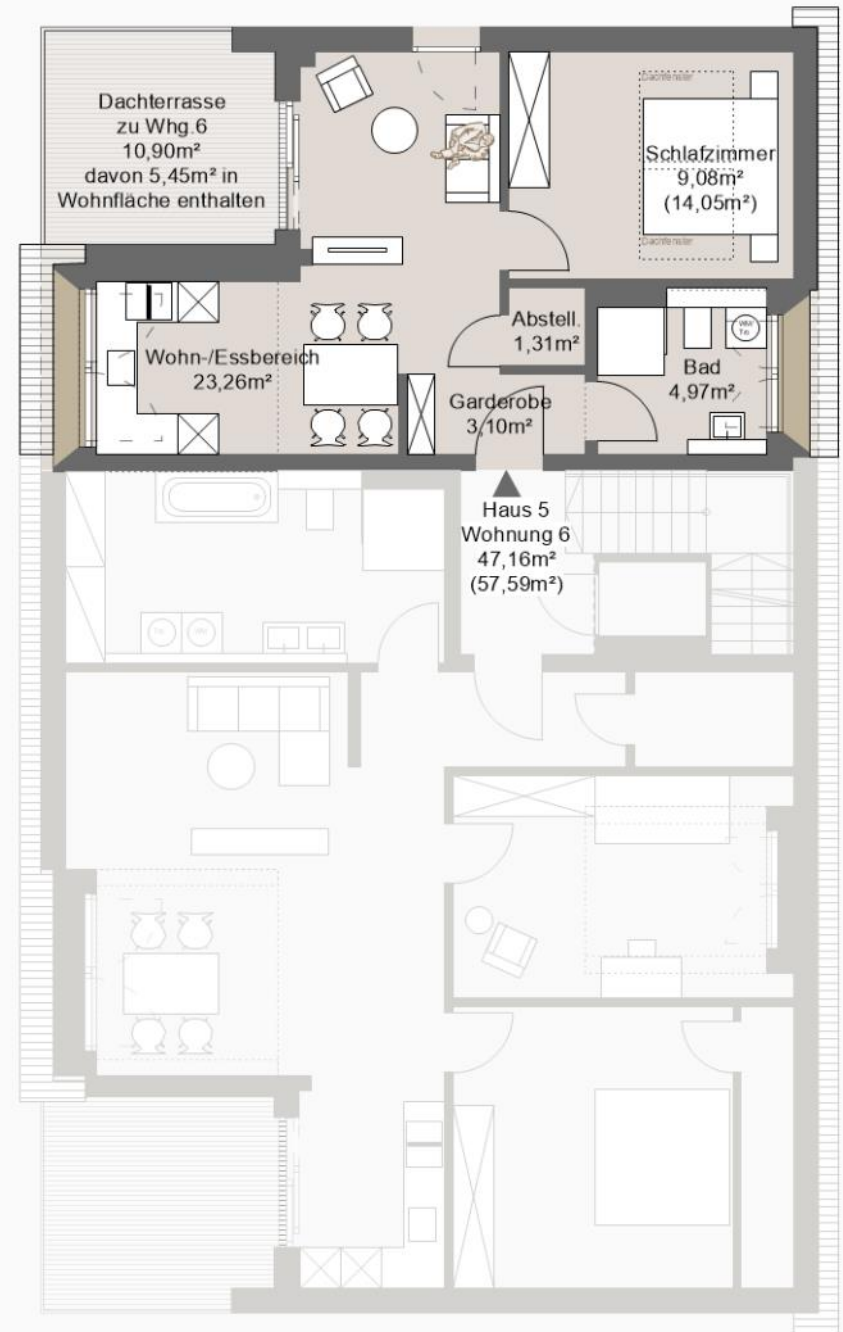 Dachterrasse
zu Whg.6
10,90m²
davon 5,45m² in
Wohnfläche enthalten
Dachfenster
Schlafzimmer
9,08m²
(14,05m²)
Dachfenster
Wohn-/Essbereich
23,26m²
Abstell.
1,31m²
Bad
4,97m²
Garderobe
3,10m²
Haus 5
Wohnung 6
47,16m²
(57,59m²)